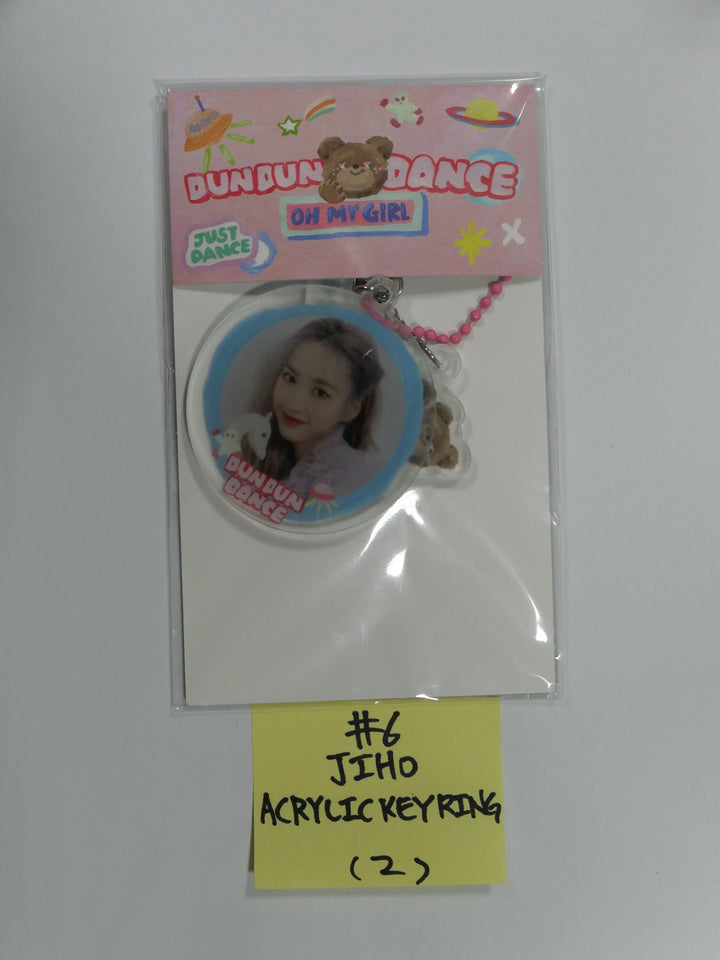 DUN DUN DANCE
OH MY GIRL
JUST
DANCE
DUN DUN
DANCE
#6
JIHO
ACRYLIC KEYRING
(2)